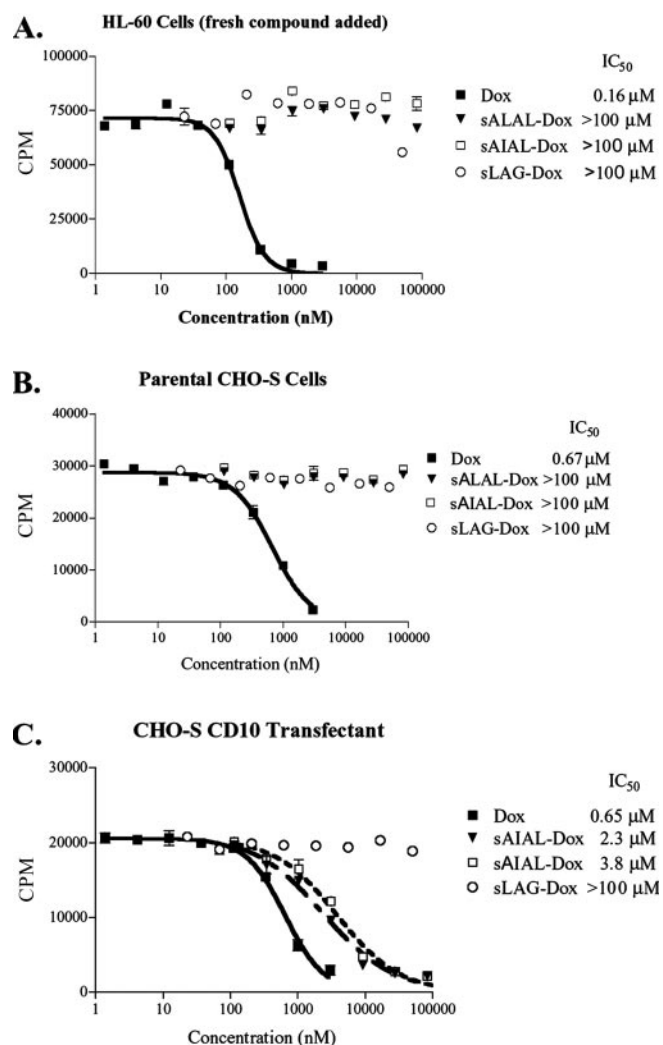 A.
HL-60 Cells (fresh compound added)
IC50
Dox 0.16 µM
sALAL-Dox >100 µM
sAIAL-Dox >100 µM
sLAG-Dox >100 µM
CPM
100000
75000
50000
25000
0
1 10 100 1000 10000 100000
Concentration (nM)
B.
Parental CHO-S Cells
IC50
Dox 0.67µM
sALAL-Dox >100 µM
sAIAL-Dox >100 µM
sLAG-Dox >100 µM
CPM
40000
30000
20000
10000
0
1 10 100 1000 10000 100000
Concentration (nM)
C.
CHO-S CD10 Transfectant
IC50
Dox 0.65 µM
sAIAL-Dox 2.3 µM
sAIAL-Dox 3.8 µM
sLAG-Dox >100 µM
CPM
30000
20000
10000
0
1 10 100 1000 10000 100000
Concentration (nM)